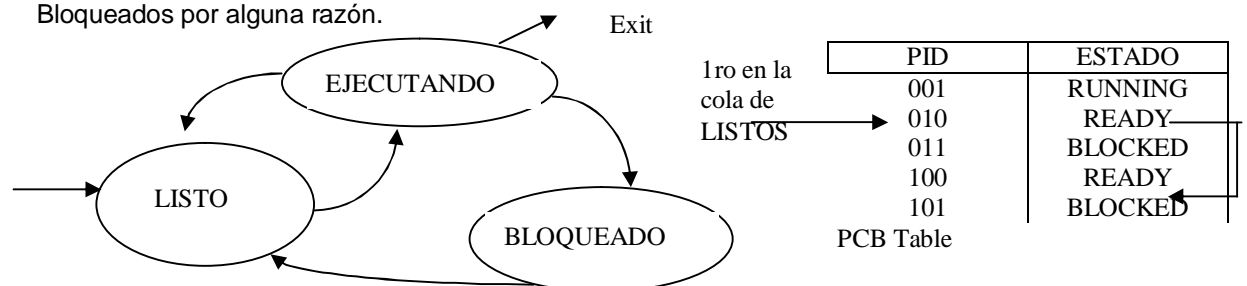 Bloqueados por alguna razón.
Exit
EJECUTANDO
LISTO
BLOQUEADO
1ro en la
cola de
LISTOS
PID ESTADO
001 RUNNING
010 READY
011 BLOCKED
100 READY
101 BLOCKED
PCB Table